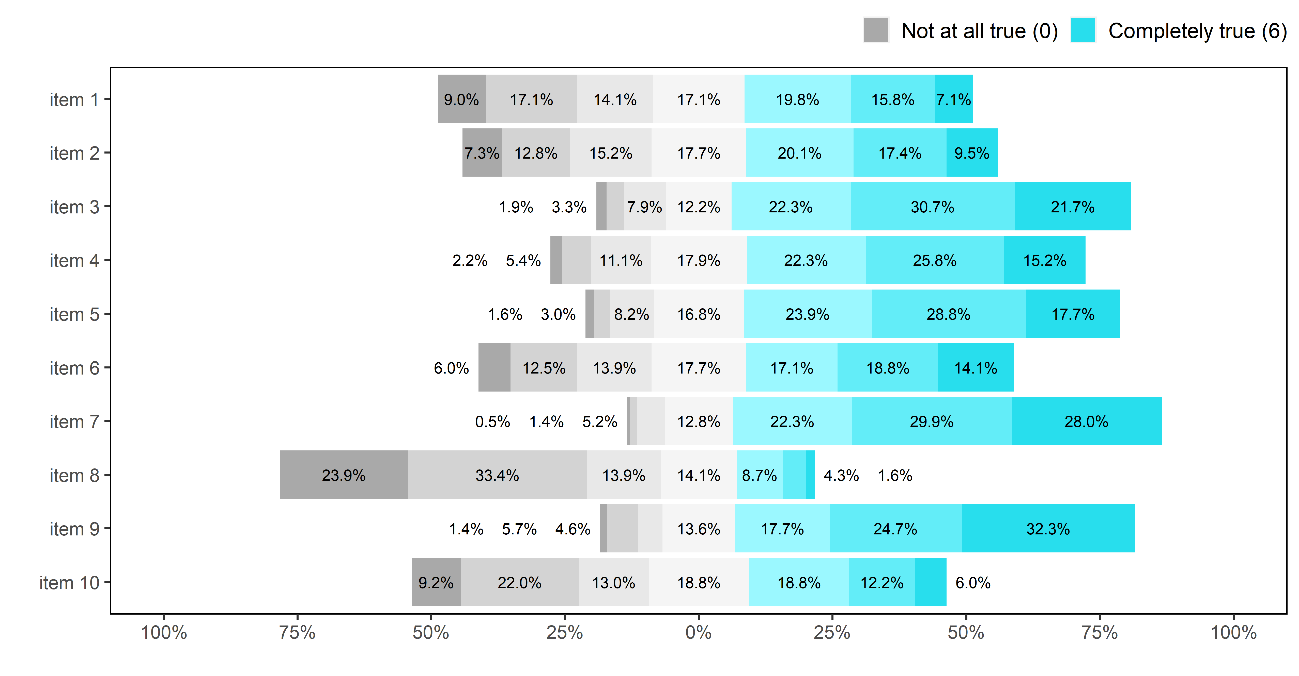 Not at all true (0) Completely true (6)
item 1 9.0% 17.1% 14.1% 17.1% 19.8% 15.8% 7.1%
item 2 7.3% 12.8% 15.2% 17.7% 20.1% 17.4% 9.5%
item 3 1.9% 3.3% 7.9% 12.2% 22.3% 30.7% 21.7%
item 4 2.2% 5.4% 11.1% 17.9% 22.3% 25.8% 15.2%
item 5 1.6% 3.0% 8.2% 16.8% 23.9% 28.8% 17.7%
item 6 6.0% 12.5% 13.9% 17.7% 17.1% 18.8% 14.1%
item 7 0.5% 1.4% 5.2% 12.8% 22.3% 29.9% 28.0%
item 8 23.9% 33.4% 13.9% 14.1% 8.7% 4.3% 1.6%
item 9 1.4% 5.7% 4.6% 13.6% 17.7% 24.7% 32.3%
item 10 9.2% 22.0% 13.0% 18.8% 18.8% 12.2% 6.0%
100% 75% 50% 25% 0% 25% 50% 75% 100%